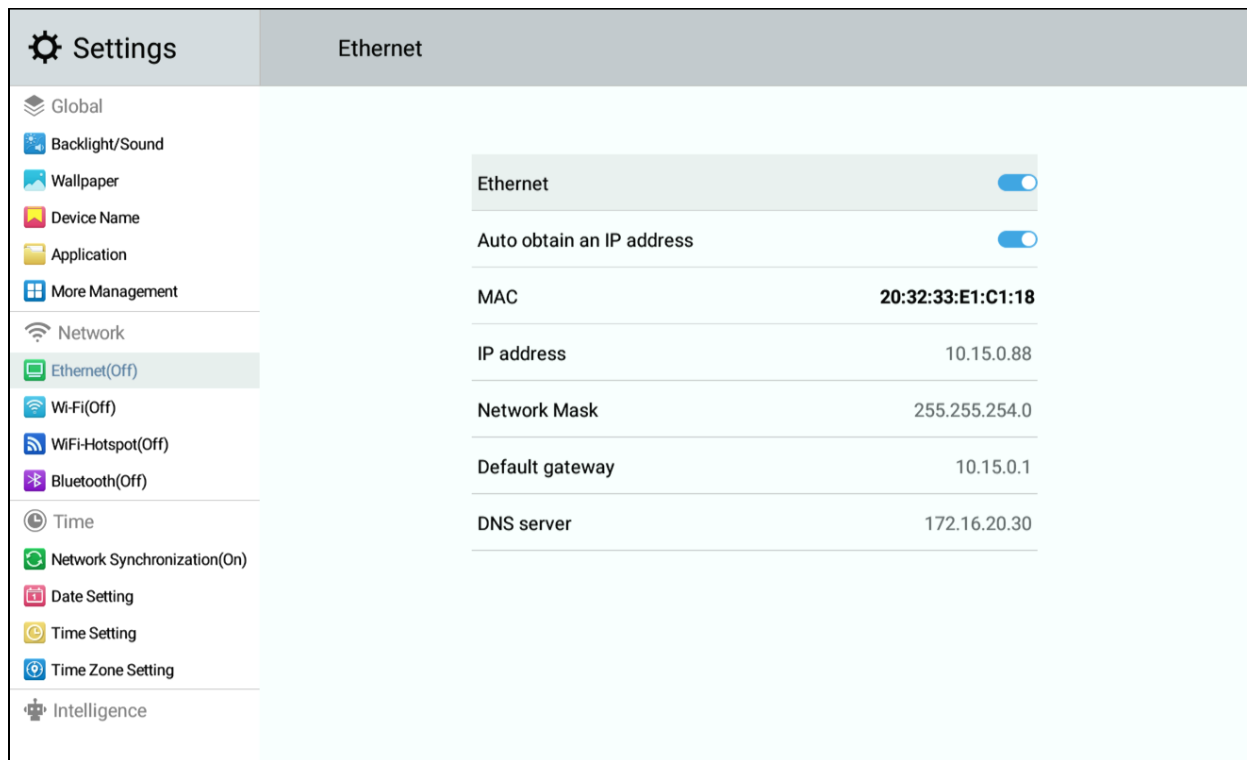 Settings
Ethernet
Global
Backlight/Sound
Wallpaper
Device Name
Application
More Management
Network
Ethernet(Off)
Wi-Fi(Off)
WiFi-Hotspot(Off)
Bluetooth(Off)
Time
Network Synchronization(On)
Date Setting
Time Setting
Time Zone Setting
Intelligence
Ethernet
Auto obtain an IP address
MAC 20:32:33:E1:C1:18
IP address 10.15.0.88
Network Mask 255.255.254.0
Default gateway 10.15.0.1
DNS server 172.16.20.30